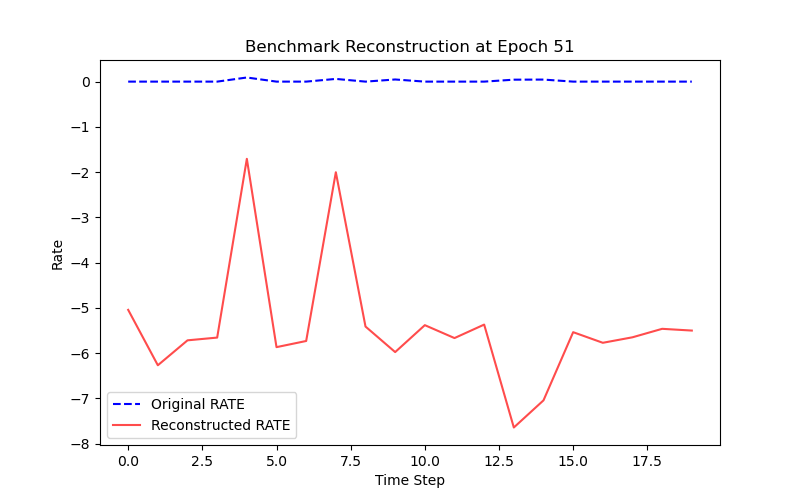 Benchmark Reconstruction at Epoch 51
Rate
0
−1
−2
−3
−4
−5
−6
−7
−8
Original RATE
Reconstructed RATE
0.0 2.5 5.0 7.5 10.0 12.5 15.0 17.5
Time Step